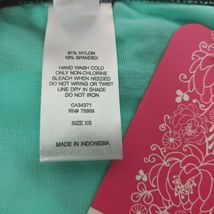 81% NYLON
19% SPANDEX
HAND WASH COLD
ONLY NON-CHLORINE
BLEACH WHEN NEEDED
DO NOT WRING OR TWIST
LINE DRY IN SHADE
DO NOT IRON
CA34371
RN# 75868
SIZE XS
MADE IN INDONESIA